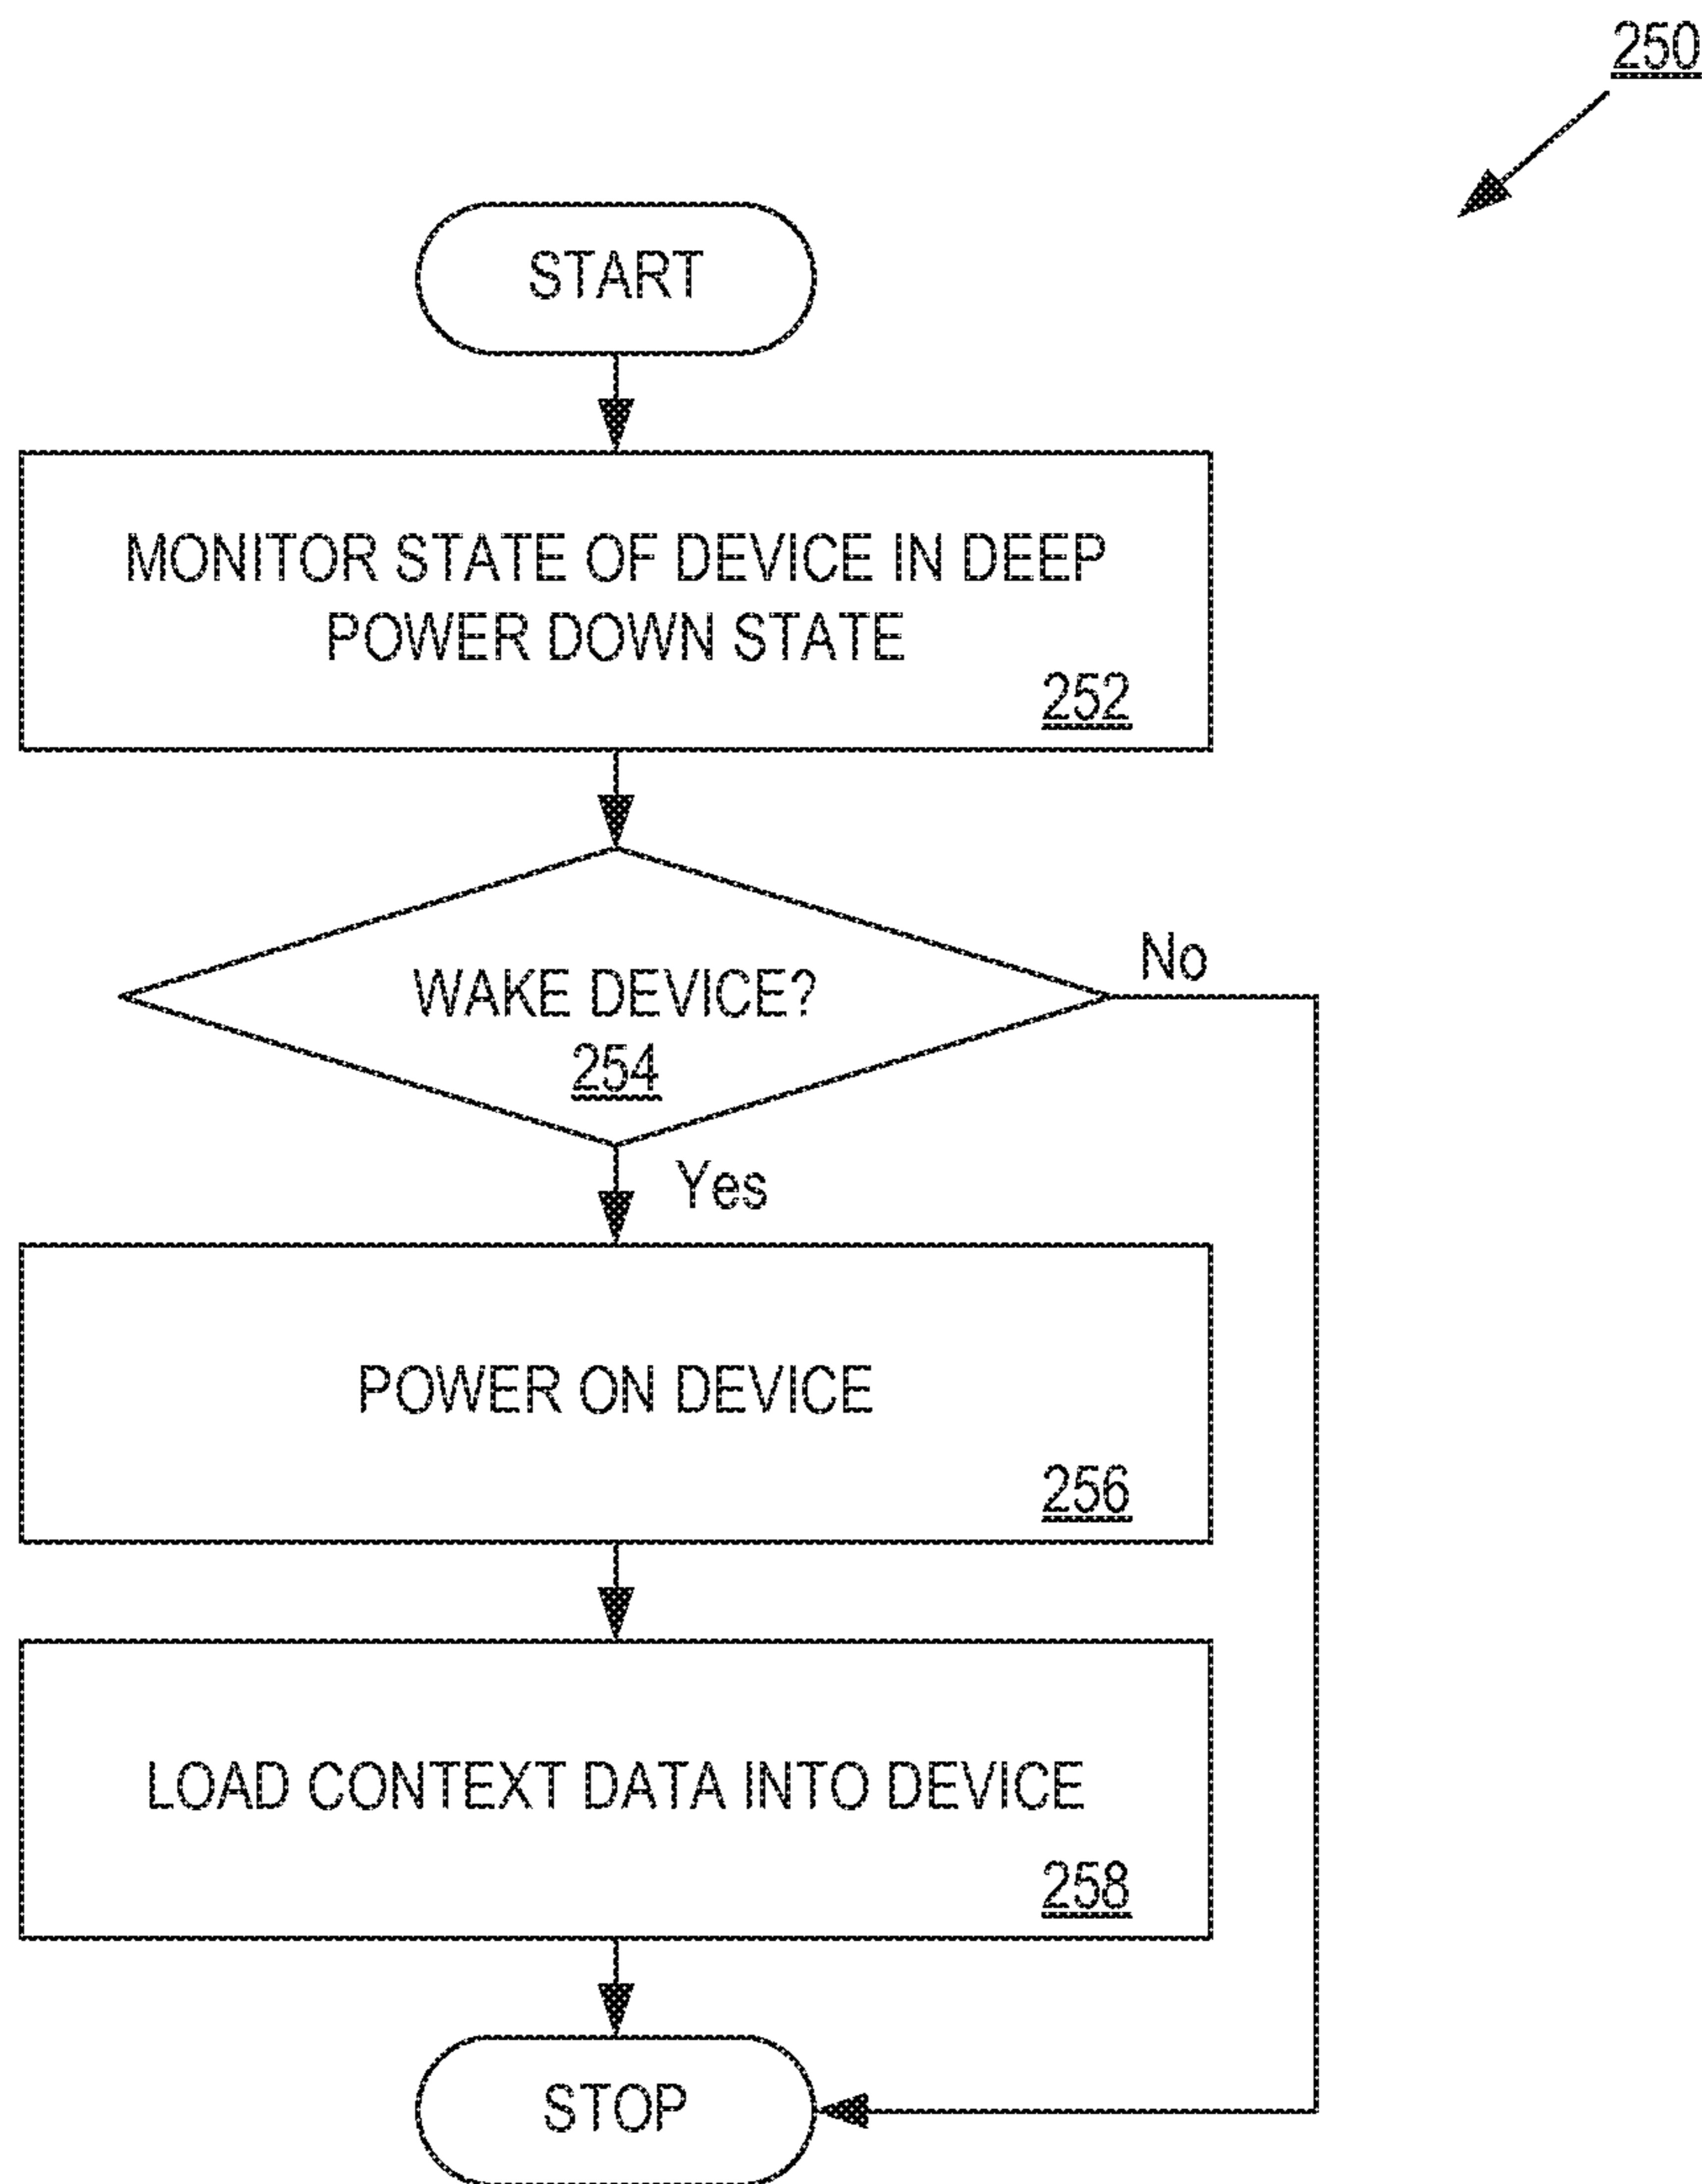 250
START
MONITOR STATE OF DEVICE IN DEEP
POWER DOWN STATE
252
WAKE DEVICE?
254
No
Yes
POWER ON DEVICE
256
LOAD CONTEXT DATA INTO DEVICE
258
STOP